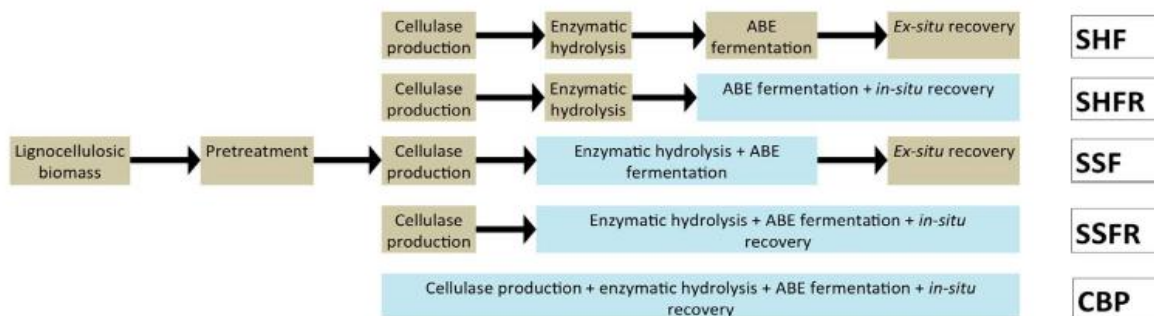 Cellulase
production
Enzymatic
hydrolysis
ABE
fermentation
Ex-situ recovery
SHF
Cellulase
production
Enzymatic
hydrolysis
ABE fermentation + in-situ recovery
SHFR
Lignocellulosic
biomass
Pretreatment
Cellulase
production
Enzymatic hydrolysis + ABE
fermentation
Ex-situ recovery
SSF
Cellulase
production
Enzymatic hydrolysis + ABE fermentation + in-situ
recovery
SSFR
Cellulase production + enzymatic hydrolysis + ABE fermentation + in-situ
recovery
CBP